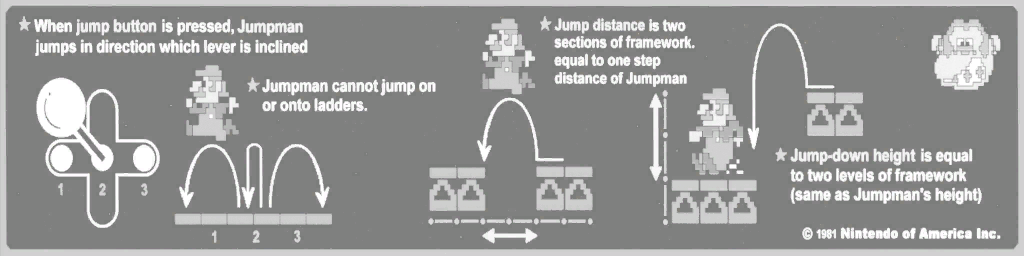 ★ When jump button is pressed, Jumpman
jumps in direction which lever is inclined
★ Jumpman cannot jump on
or onto ladders.
1 2 3
1 2 3
★ Jump distance is two
sections of framework.
equal to one step
distance of Jumpman
★ Jump-down height is equal
to two levels of framework
(same as Jumpman's height)
© 1981 Nintendo of America Inc.